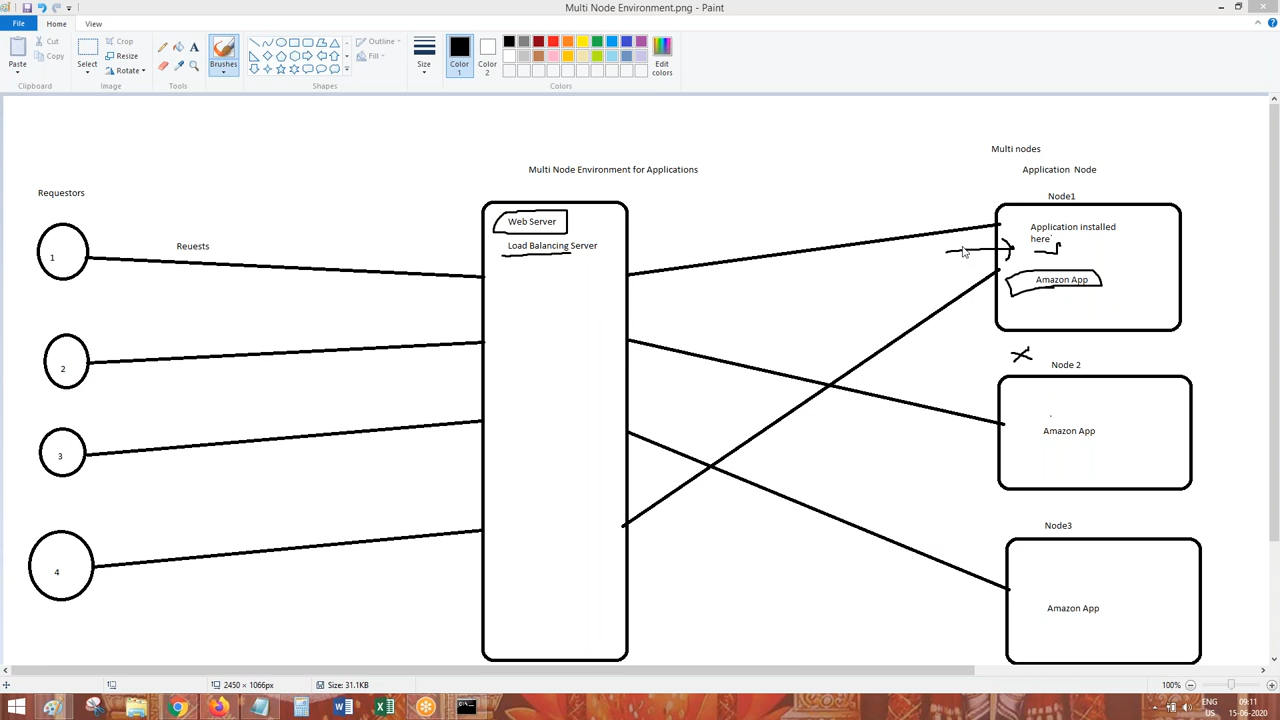 Multi Node Environment.png - Paint
File
Home
View
Paste
Cut
Copy
Clipboard
Select
Crop
Resize
Rotate
Image
A
Tools
Brushes
Outline
Fill
Shapes
Size
Color
1
Color
2
Edit
colors
Colors
Multi nodes
Multi Node Environment for Applications
Application Node
Requestors
Node1
Web Server
Application installed
here
1
Reuests
Load Balancing Server
Amazon App
Node 2
2
Amazon App
3
Node3
4
Amazon App
2450 × 1066px
Size: 31.1KB
100%
ENG
US
09:11
15-06-2020